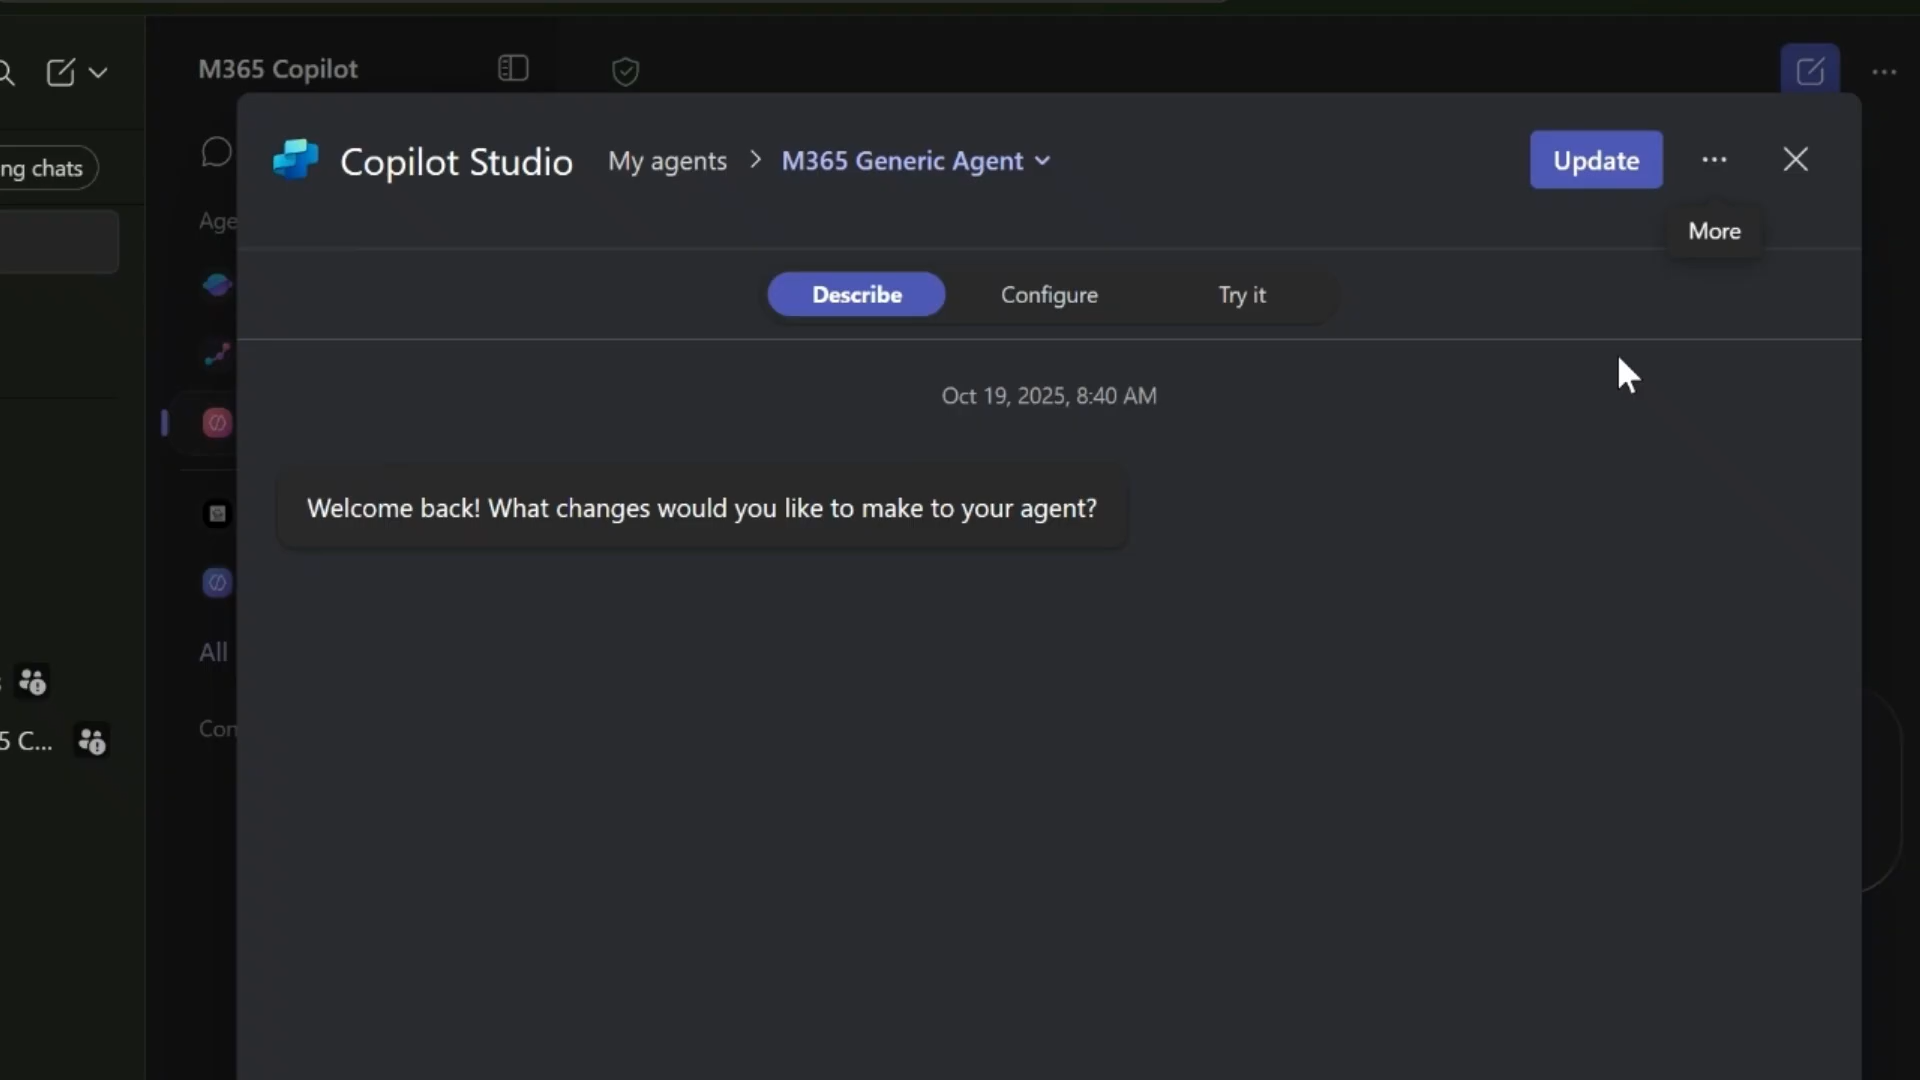 M365 Copilot
ng chats
Copilot Studio
My agents > M365 Generic Agent
Update
More
Age
Describe
Configure
Try it
Oct 19, 2025, 8:40 AM
Welcome back! What changes would you like to make to your agent?
All
Con
5 C...